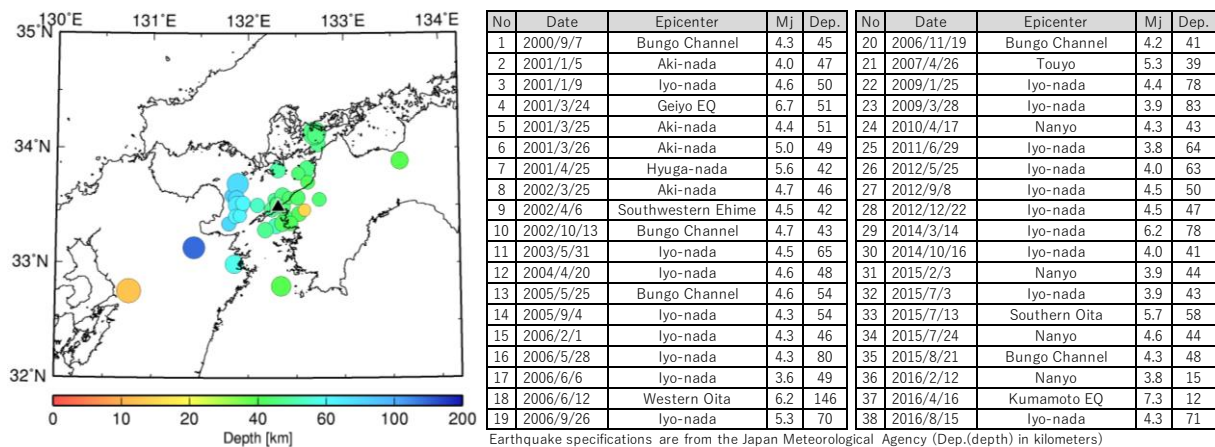 130°E 131°E 132°E 133°E 134°E
35°N
34°N
33°N
32°N
0 10 20 40 60 80 100 200
Depth [km]
No Date Epicenter Mj Dep.
1 2000/9/7 Bungo Channel 4.3 45
2 2001/1/5 Aki-nada 4.0 47
3 2001/1/9 Iyo-nada 4.6 50
4 2001/3/24 Geiyo EQ 6.7 51
5 2001/3/25 Aki-nada 4.4 51
6 2001/3/26 Aki-nada 5.0 49
7 2001/4/25 Hyuga-nada 5.6 42
8 2002/3/25 Aki-nada 4.7 46
9 2002/4/6 Southwestern Ehime 4.5 42
10 2002/10/13 Bungo Channel 4.7 43
11 2003/5/31 Iyo-nada 4.5 65
12 2004/4/20 Iyo-nada 4.6 48
13 2005/5/25 Bungo Channel 4.6 54
14 2005/9/4 Iyo-nada 4.3 54
15 2006/2/1 Iyo-nada 4.3 46
16 2006/5/28 Iyo-nada 4.3 80
17 2006/6/6 Iyo-nada 3.6 49
18 2006/6/12 Western Oita 6.2 146
19 2006/9/26 Iyo-nada 5.3 70
No Date Epicenter Mj Dep.
20 2006/11/19 Bungo Channel 4.2 41
21 2007/4/26 Touyo 5.3 39
22 2009/1/25 Iyo-nada 4.4 78
23 2009/3/28 Iyo-nada 3.9 83
24 2010/4/17 Nanyo 4.3 43
25 2011/6/29 Iyo-nada 3.8 64
26 2012/5/25 Iyo-nada 4.0 63
27 2012/9/8 Iyo-nada 4.5 50
28 2012/12/22 Iyo-nada 4.5 47
29 2014/3/14 Iyo-nada 6.2 78
30 2014/10/16 Iyo-nada 4.0 41
31 2015/2/3 Nanyo 3.9 44
32 2015/7/3 Iyo-nada 3.9 43
33 2015/7/13 Southern Oita 5.7 58
34 2015/7/24 Nanyo 4.6 44
35 2015/8/21 Bungo Channel 4.3 48
36 2016/2/12 Nanyo 3.8 15
37 2016/4/16 Kumamoto EQ 7.3 12
38 2016/8/15 Iyo-nada 4.3 71
Earthquake specifications are from the Japan Meteorological Agency (Dep.(depth) in kilometers)